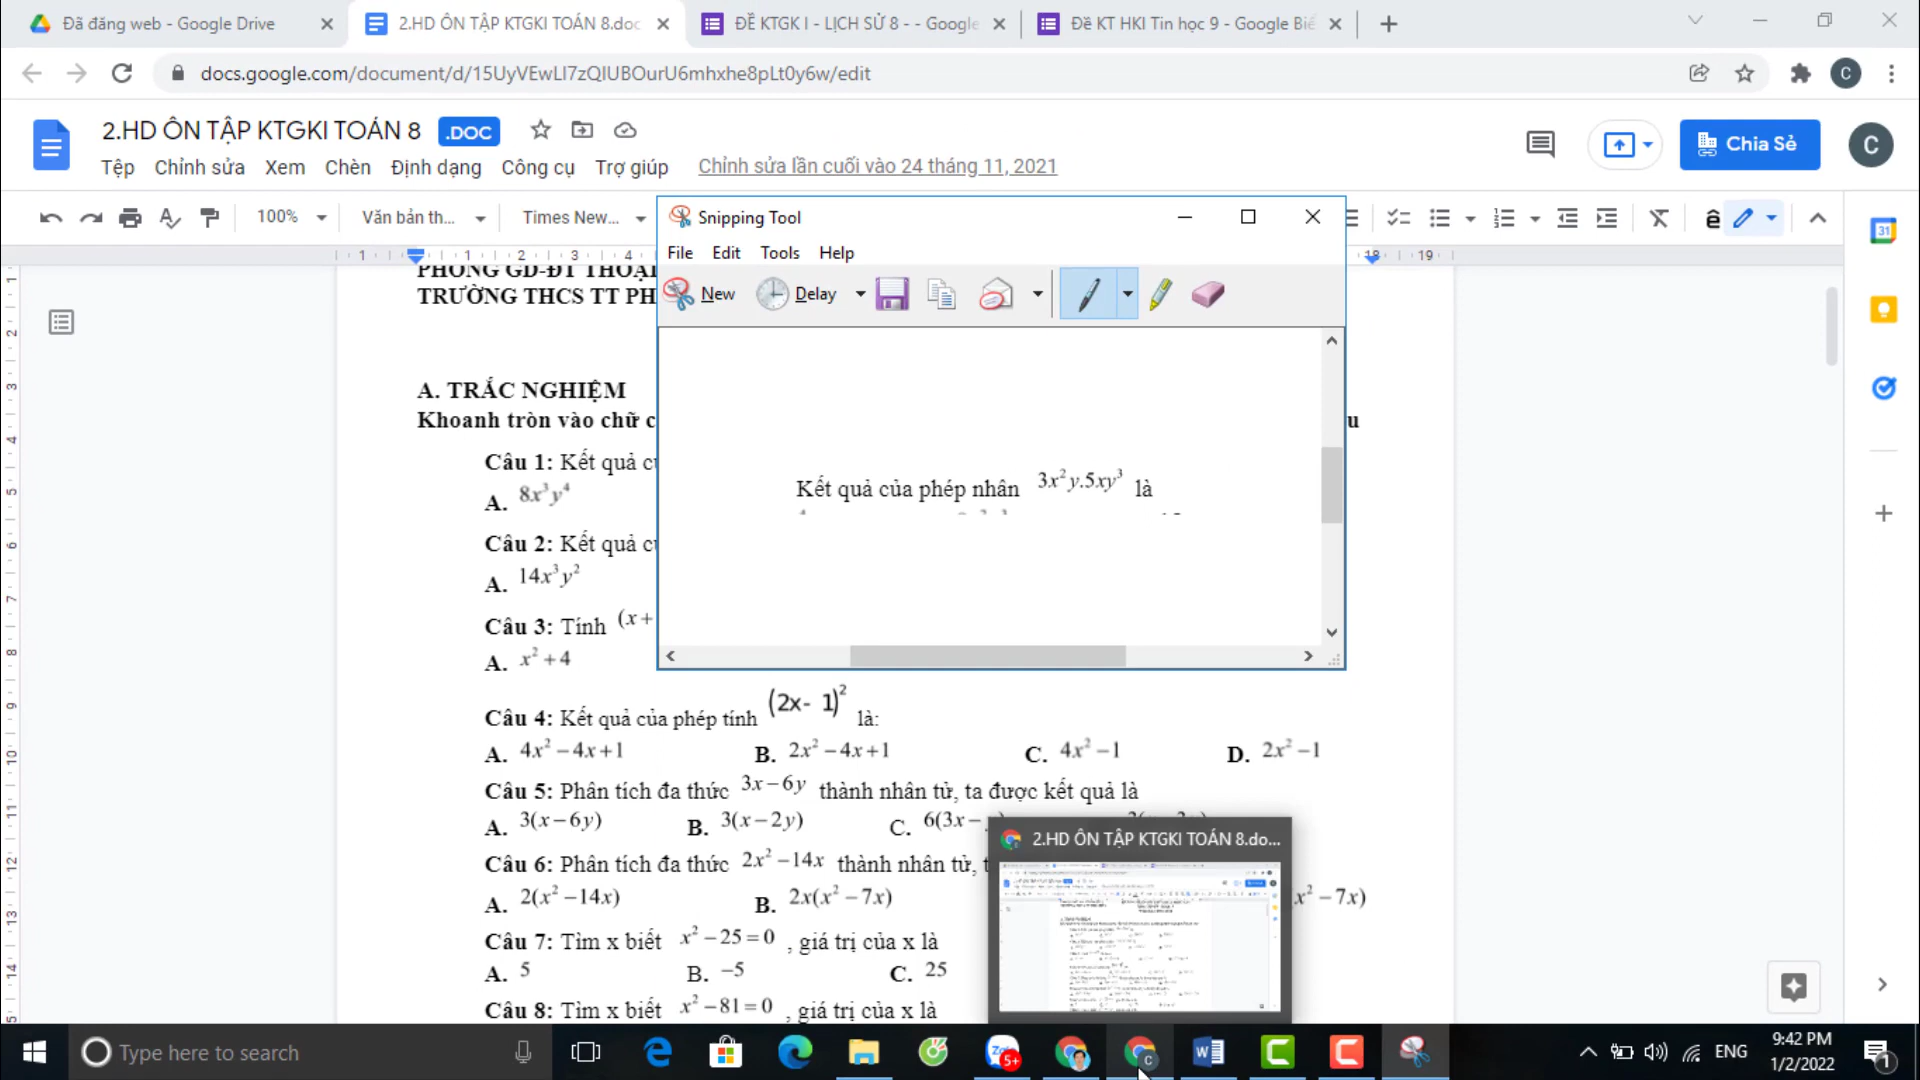 Đã đăng web - Google Drive
2.HD ÔN TẬP KTGKI TOÁN 8.doc
ĐỀ KTGK I - LỊCH SỬ 8 - - Google
Đề KT HKI Tin học 9 - Google Biể
docs.google.com/document/d/15UyVEwLI7zQIUBOurU6mhxhe8pLt0y6w/edit
C
2.HD ÔN TẬP KTGKI TOÁN 8 .DOC
Tệp Chỉnh sửa Xem Chèn Định dạng Công cụ Trợ giúp Chỉnh sửa lần cuối vào 24 tháng 11, 2021
Chia Sẻ
C
100% Văn bản th... Times New...
Snipping Tool
File Edit Tools Help
New Delay
PHÒNG GD-ĐT THOẠI
TRƯỜNG THCS TT PH
A. TRẮC NGHIỆM
Khoanh tròn vào chữ c
Kết quả của phép nhân 3x²y.5xy³ là
Câu 1: Kết quả củ
A. 8x³y⁴
Câu 2: Kết quả củ
A. 14x³y²
Câu 3: Tính (x+
A. x²+4
Câu 4: Kết quả của phép tính (2x- 1)² là:
A. 4x²−4x+1 B. 2x²−4x+1 C. 4x²−1 D. 2x²−1
Câu 5: Phân tích đa thức 3x−6y thành nhân tử, ta được kết quả là
A. 3(x−6y) B. 3(x−2y) C. 6(3x−
Câu 6: Phân tích đa thức 2x²−14x thành nhân tử, t
A. 2(x²−14x) B. 2x(x²−7x) x²−7x)
Câu 7: Tìm x biết x²−25=0 , giá trị của x là
A. 5 B. −5 C. 25
Câu 8: Tìm x biết x²−81=0 , giá trị của x là
2.HD ÔN TẬP KTGKI TOÁN 8.do...
Type here to search
5+
ENG
9:42 PM
1/2/2022
1